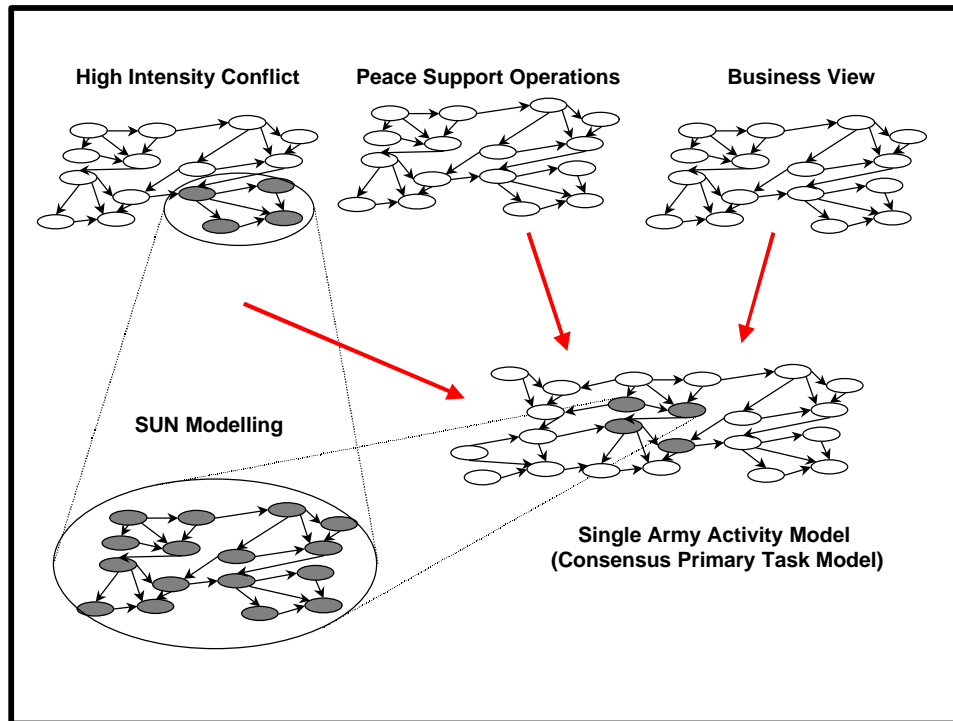 High Intensity Conflict
Peace Support Operations
Business View
SUN Modelling
Single Army Activity Model
(Consensus Primary Task Model)